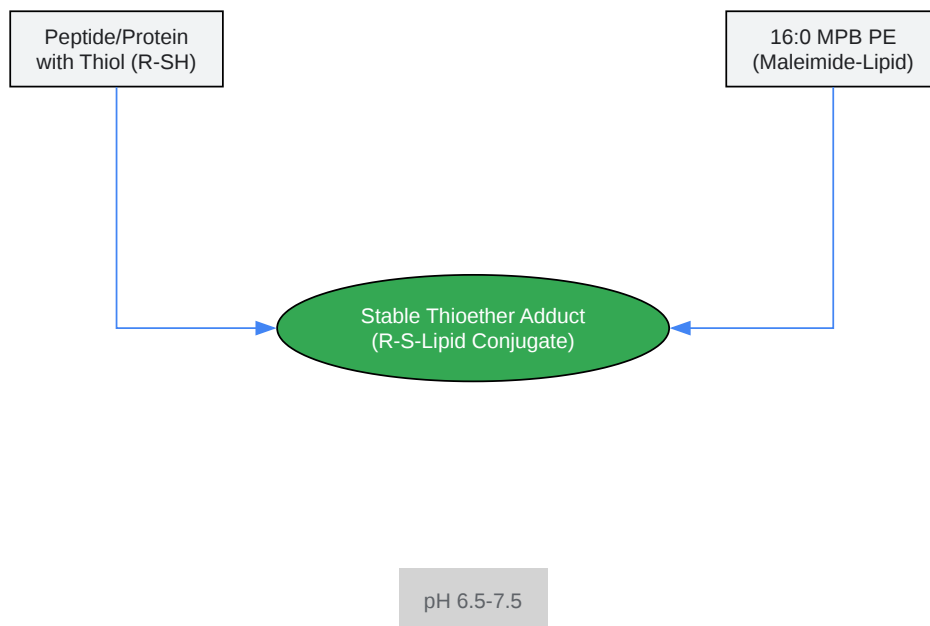 Peptide/Protein
with Thiol (R-SH)
16:0 MPB PE
(Maleimide-Lipid)
Stable Thioether Adduct
(R-S-Lipid Conjugate)
pH 6.5-7.5